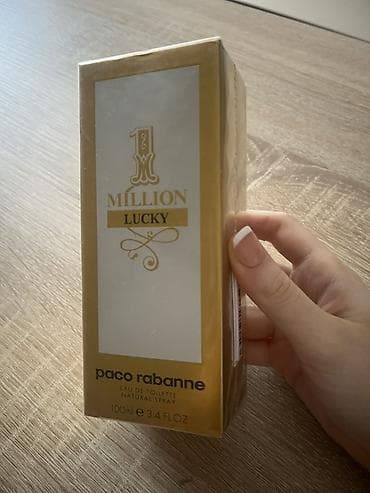 1
MILLION
LUCKY
paco rabanne
EAU DE TOILETTE
NATURAL SPRAY
100ml e 3.4 FL.OZ